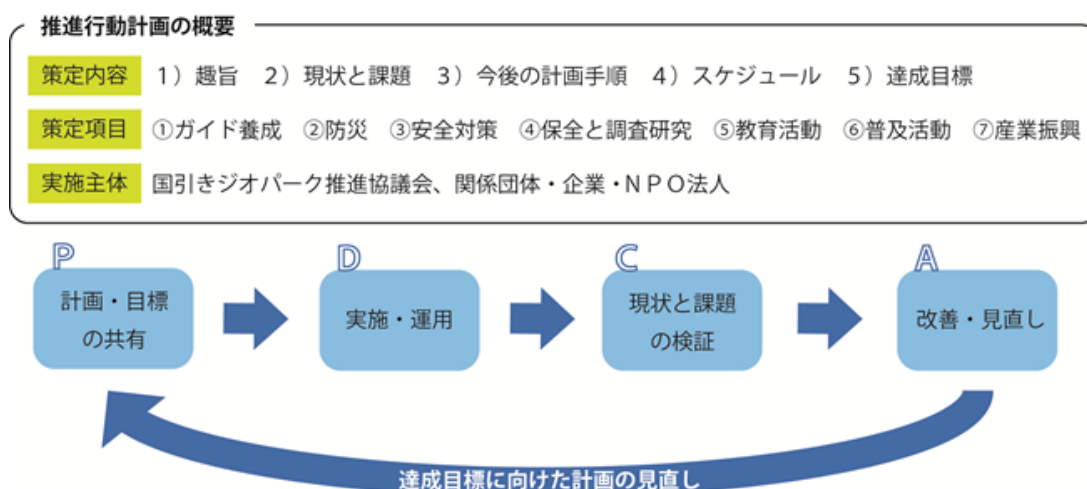 推進行動計画の概要
策定内容 1）趣旨 2）現状と課題 3）今後の計画手順 4）スケジュール 5）達成目標
策定項目 ①ガイド養成 ②防災 ③安全対策 ④保全と調査研究 ⑤教育活動 ⑥普及活動 ⑦産業振興
実施主体 国引きジオパーク推進協議会、関係団体・企業・ＮＰＯ法人
P
計画・目標
の共有
D
実施・運用
C
現状と課題
の検証
A
改善・見直し
達成目標に向けた計画の見直し